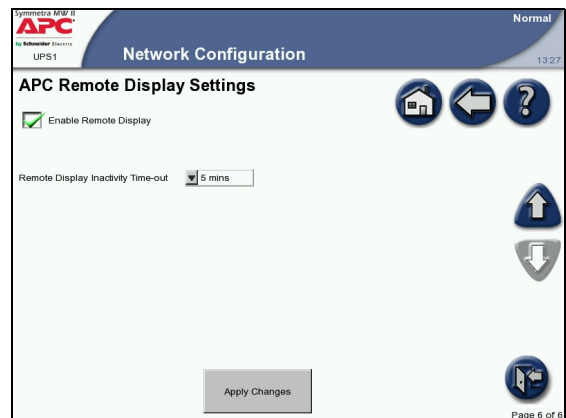 Symmetra MW II
Normal
APC
by Schneider Electric
UPS1
Network Configuration
13:27
APC Remote Display Settings
?
Enable Remote Display
Remote Display Inactivity Time-out 5 mins
Apply Changes
Page 6 of 6